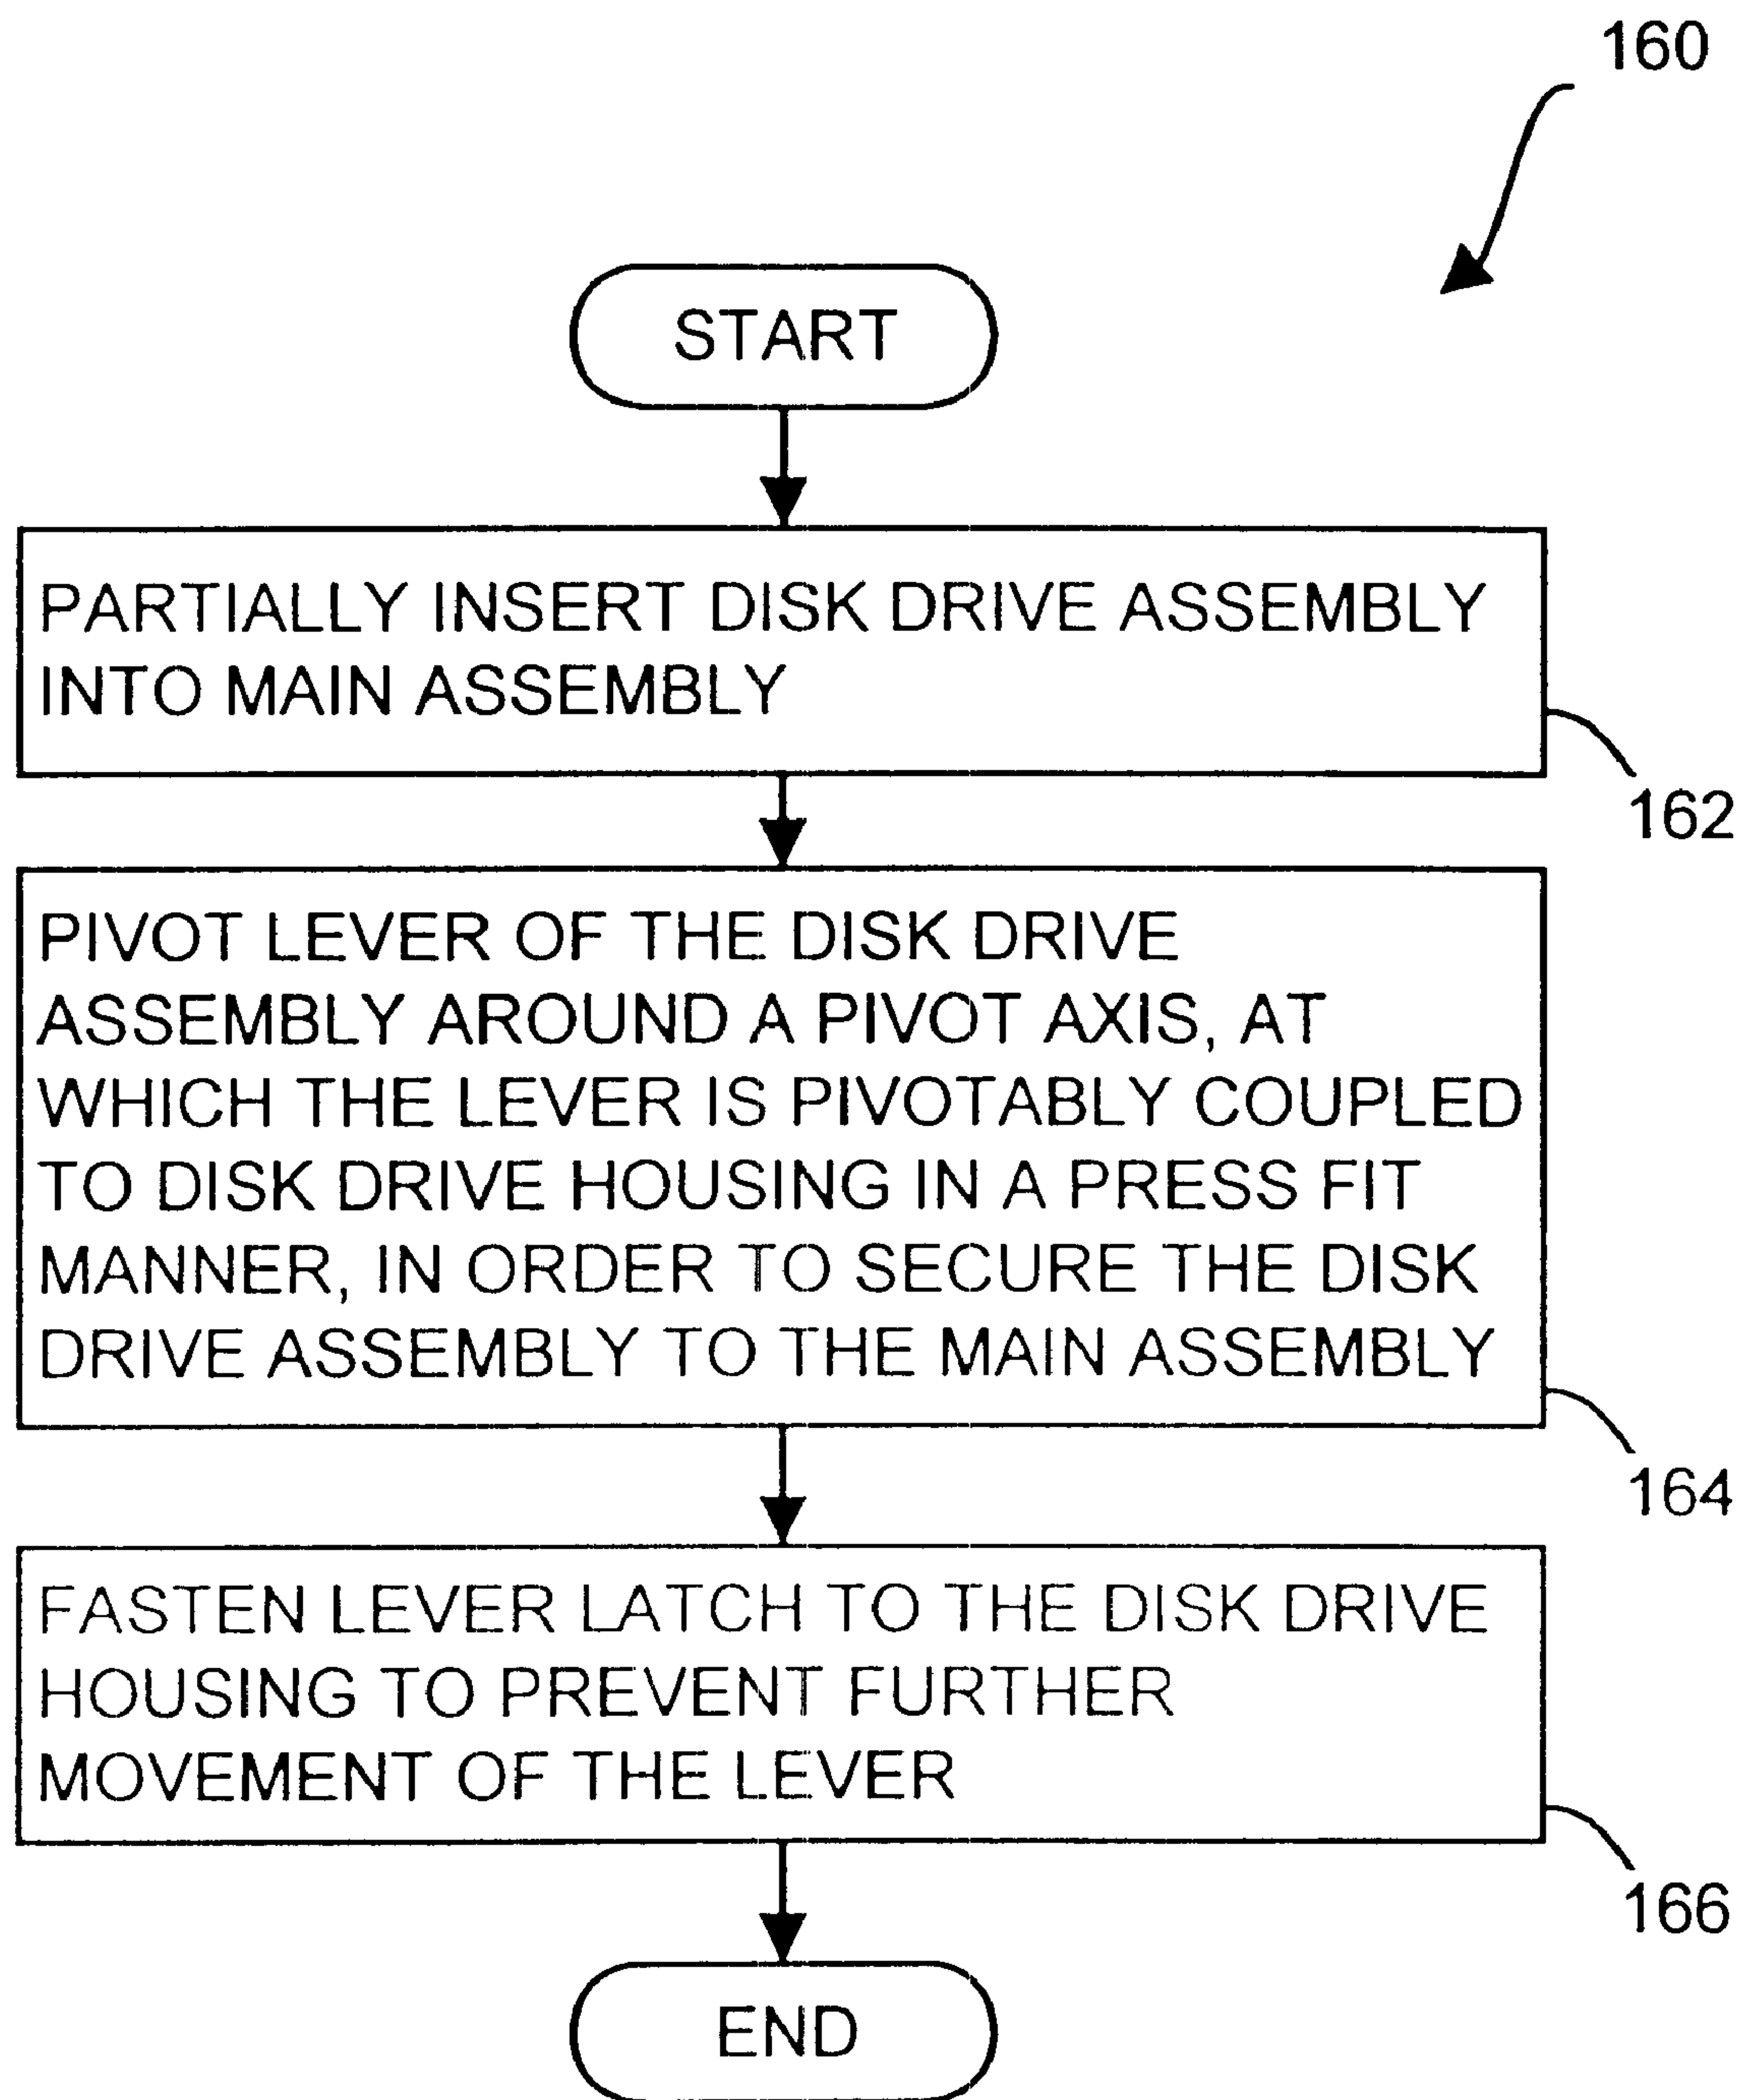 160
START
PARTIALLY INSERT DISK DRIVE ASSEMBLY
INTO MAIN ASSEMBLY
162
PIVOT LEVER OF THE DISK DRIVE
ASSEMBLY AROUND A PIVOT AXIS, AT
WHICH THE LEVER IS PIVOTABLY COUPLED
TO DISK DRIVE HOUSING IN A PRESS FIT
MANNER, IN ORDER TO SECURE THE DISK
DRIVE ASSEMBLY TO THE MAIN ASSEMBLY
164
FASTEN LEVER LATCH TO THE DISK DRIVE
HOUSING TO PREVENT FURTHER
MOVEMENT OF THE LEVER
166
END